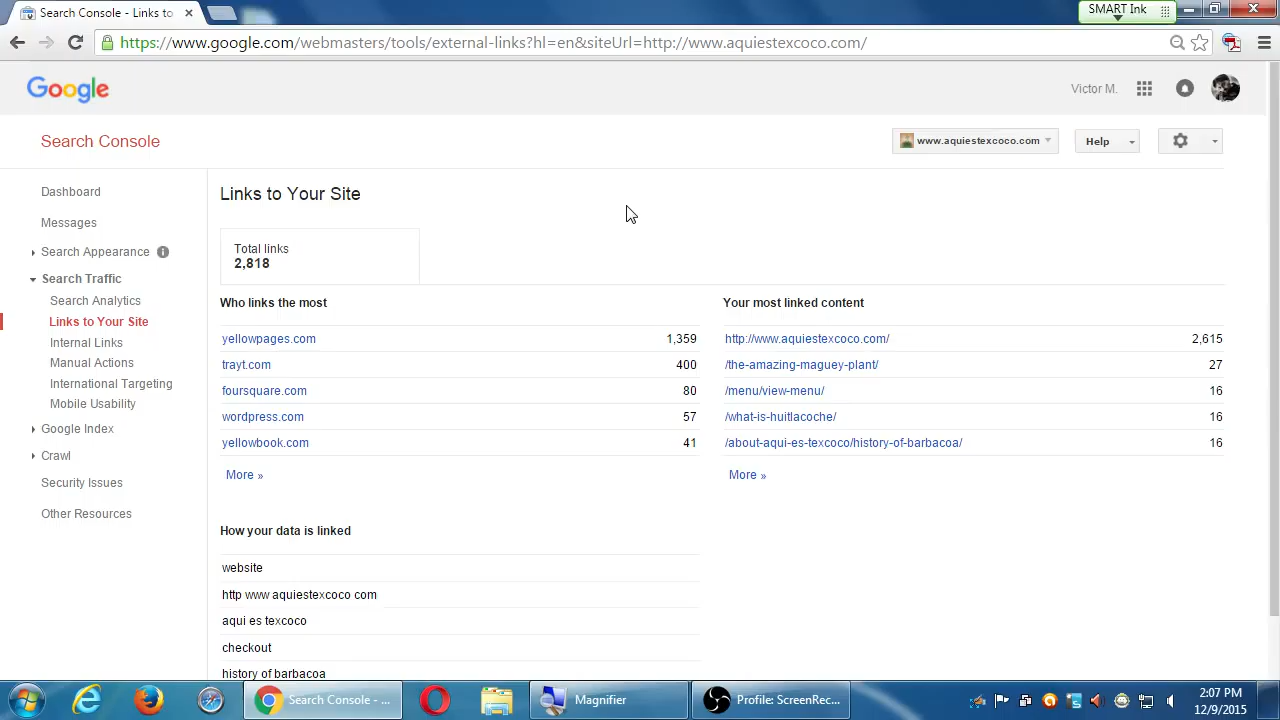 Search Console - Links to
SMART Ink
https://www.google.com/webmasters/tools/external-links?hl=en&siteUrl=http://www.aquiestexcoco.com/
Google
Victor M.
Search Console
www.aquiestexcoco.com
Help
Dashboard
Messages
Search Appearance
Search Traffic
Search Analytics
Links to Your Site
Internal Links
Manual Actions
International Targeting
Mobile Usability
Google Index
Crawl
Security Issues
Other Resources
Links to Your Site
Total links
2,818
Who links the most
yellowpages.com 1,359
trayt.com 400
foursquare.com 80
wordpress.com 57
yellowbook.com 41
More »
Your most linked content
http://www.aquiestexcoco.com/ 2,615
/the-amazing-maguey-plant/ 27
/menu/view-menu/ 16
/what-is-huitlacoche/ 16
/about-aqui-es-texcoco/history-of-barbacoa/ 16
More »
How your data is linked
website
http www aquiestexcoco com
aqui es texcoco
checkout
history of barbacoa
Search Console - ...
Magnifier
Profile: ScreenRec...
2:07 PM
12/9/2015